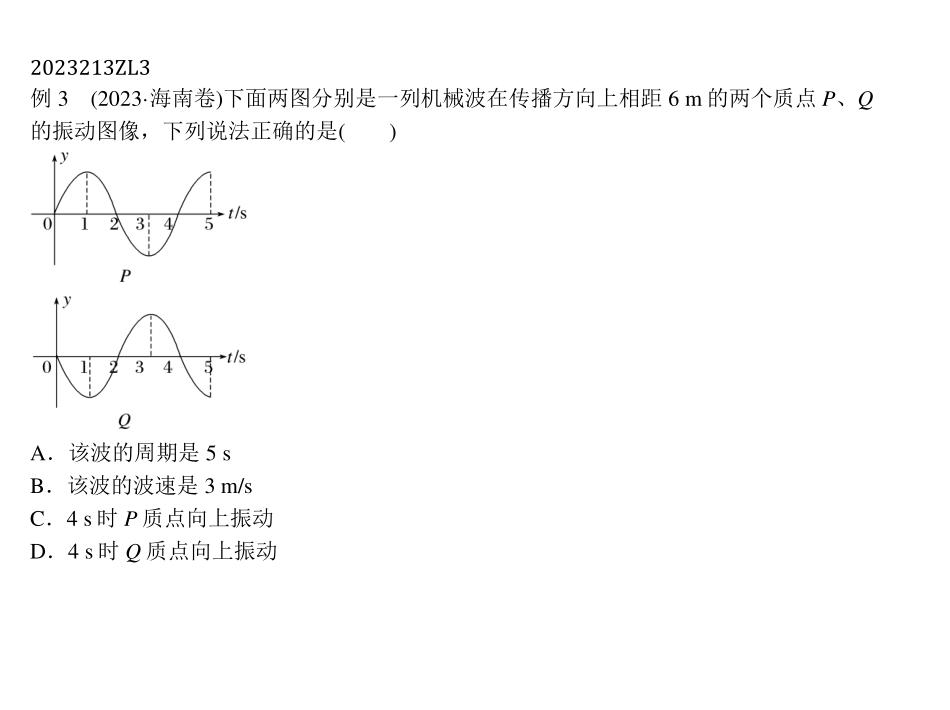 2023213ZL3
例 3　(2023·海南卷)下面两图分别是一列机械波在传播方向上相距 6 m 的两个质点 P、Q
的振动图像，下列说法正确的是(　　)
y
0 1 2 3 4 5 t/s
P
y
0 1 2 3 4 5 t/s
Q
A．该波的周期是 5 s
B．该波的波速是 3 m/s
C．4 s 时 P 质点向上振动
D．4 s 时 Q 质点向上振动